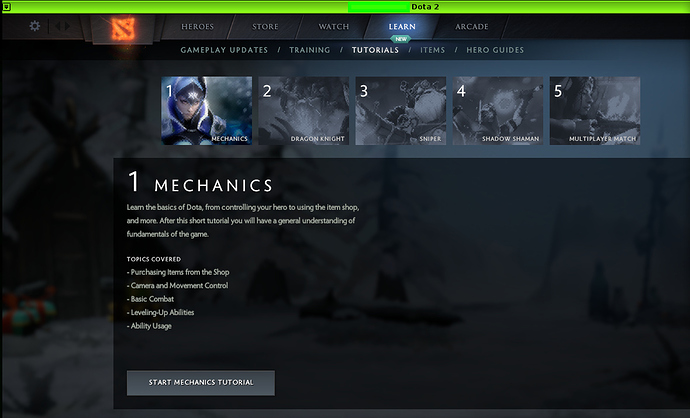 Dota 2
HEROES STORE WATCH LEARN ARCADE
NEW
GAMEPLAY UPDATES / TRAINING / TUTORIALS / ITEMS / HERO GUIDES
1 2 3 4 5
MECHANICS DRAGON KNIGHT SNIPER SHADOW SHAMAN MULTIPLAYER MATCH
1 MECHANICS
Learn the basics of Dota, from controlling your hero to using the item shop,
and more. After this short tutorial you will have a general understanding of
fundamentals of the game.
TOPICS COVERED
- Purchasing Items from the Shop
- Camera and Movement Control
- Basic Combat
- Leveling-Up Abilities
- Ability Usage
START MECHANICS TUTORIAL